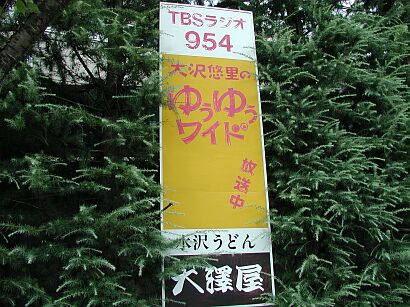 TBSラジオ
954
大沢悠里の
ゆうゆう
ワイド
放送中
水沢うどん
大澤屋